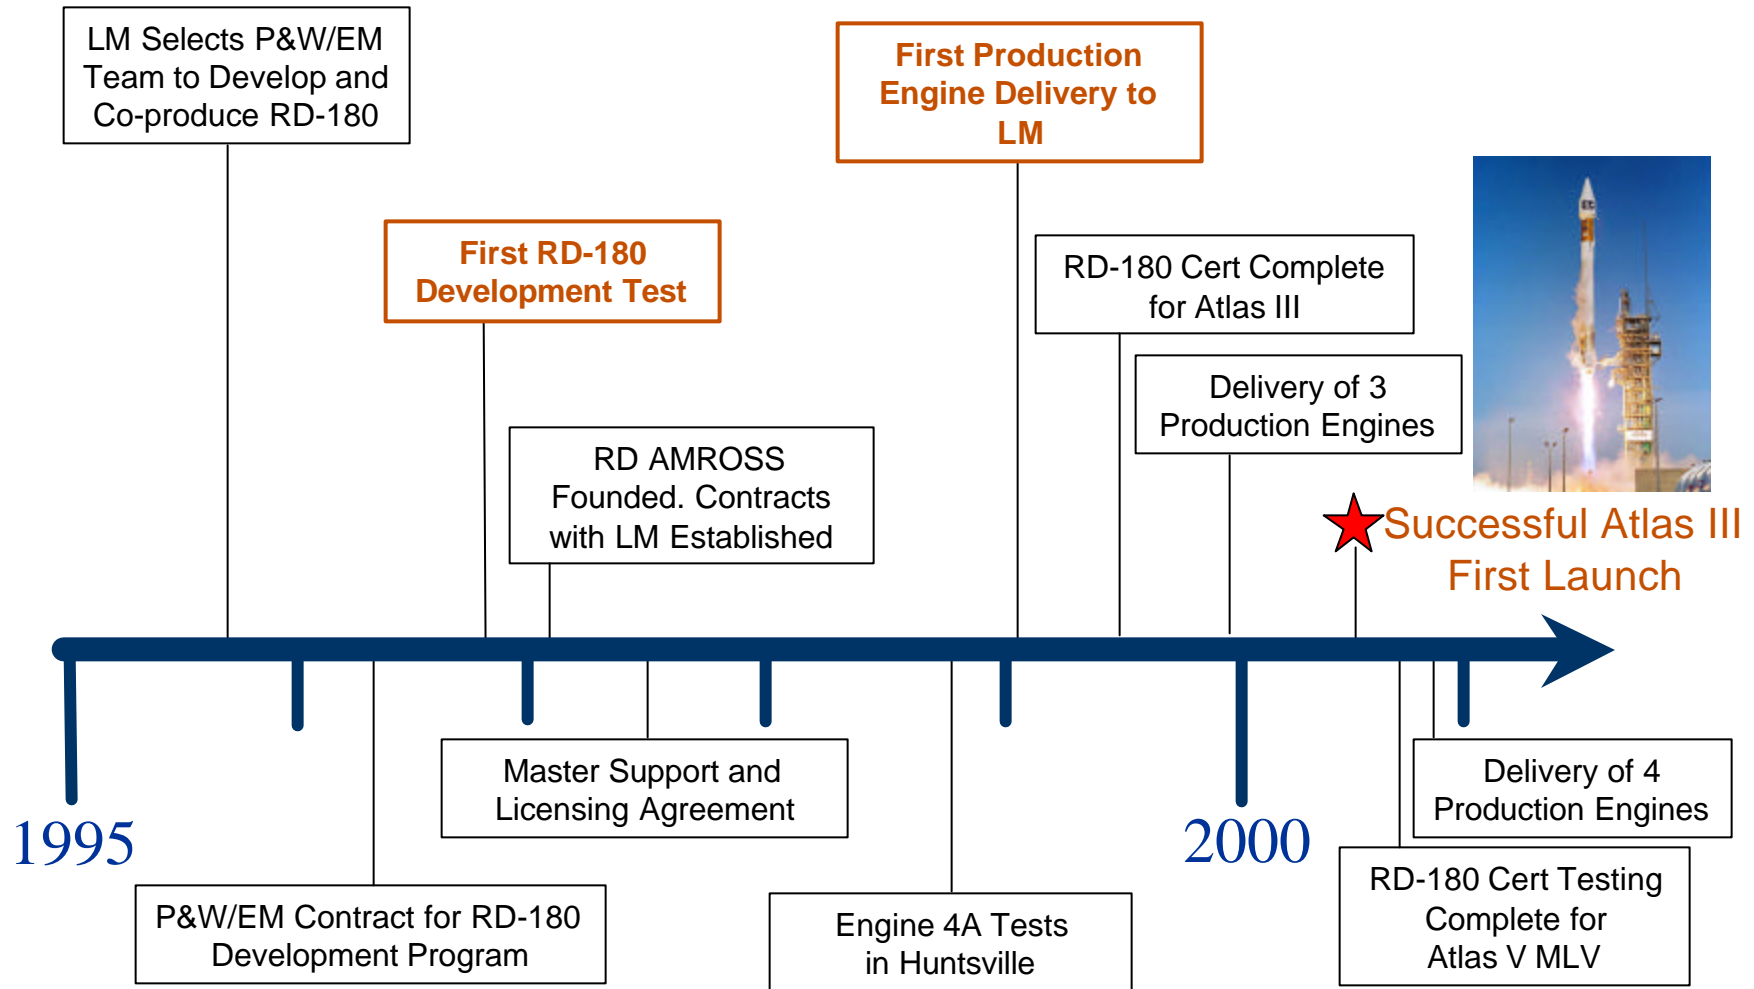 LM Selects P&W/EM
Team to Develop and
Co-produce RD-180
First Production
Engine Delivery to
LM
First RD-180
Development Test
RD-180 Cert Complete
for Atlas III
Delivery of 3
Production Engines
RD AMROSS
Founded. Contracts
with LM Established
Successful Atlas III
First Launch
Master Support and
Licensing Agreement
Delivery of 4
Production Engines
1995
2000
P&W/EM Contract for RD-180
Development Program
Engine 4A Tests
in Huntsville
RD-180 Cert Testing
Complete for
Atlas V MLV